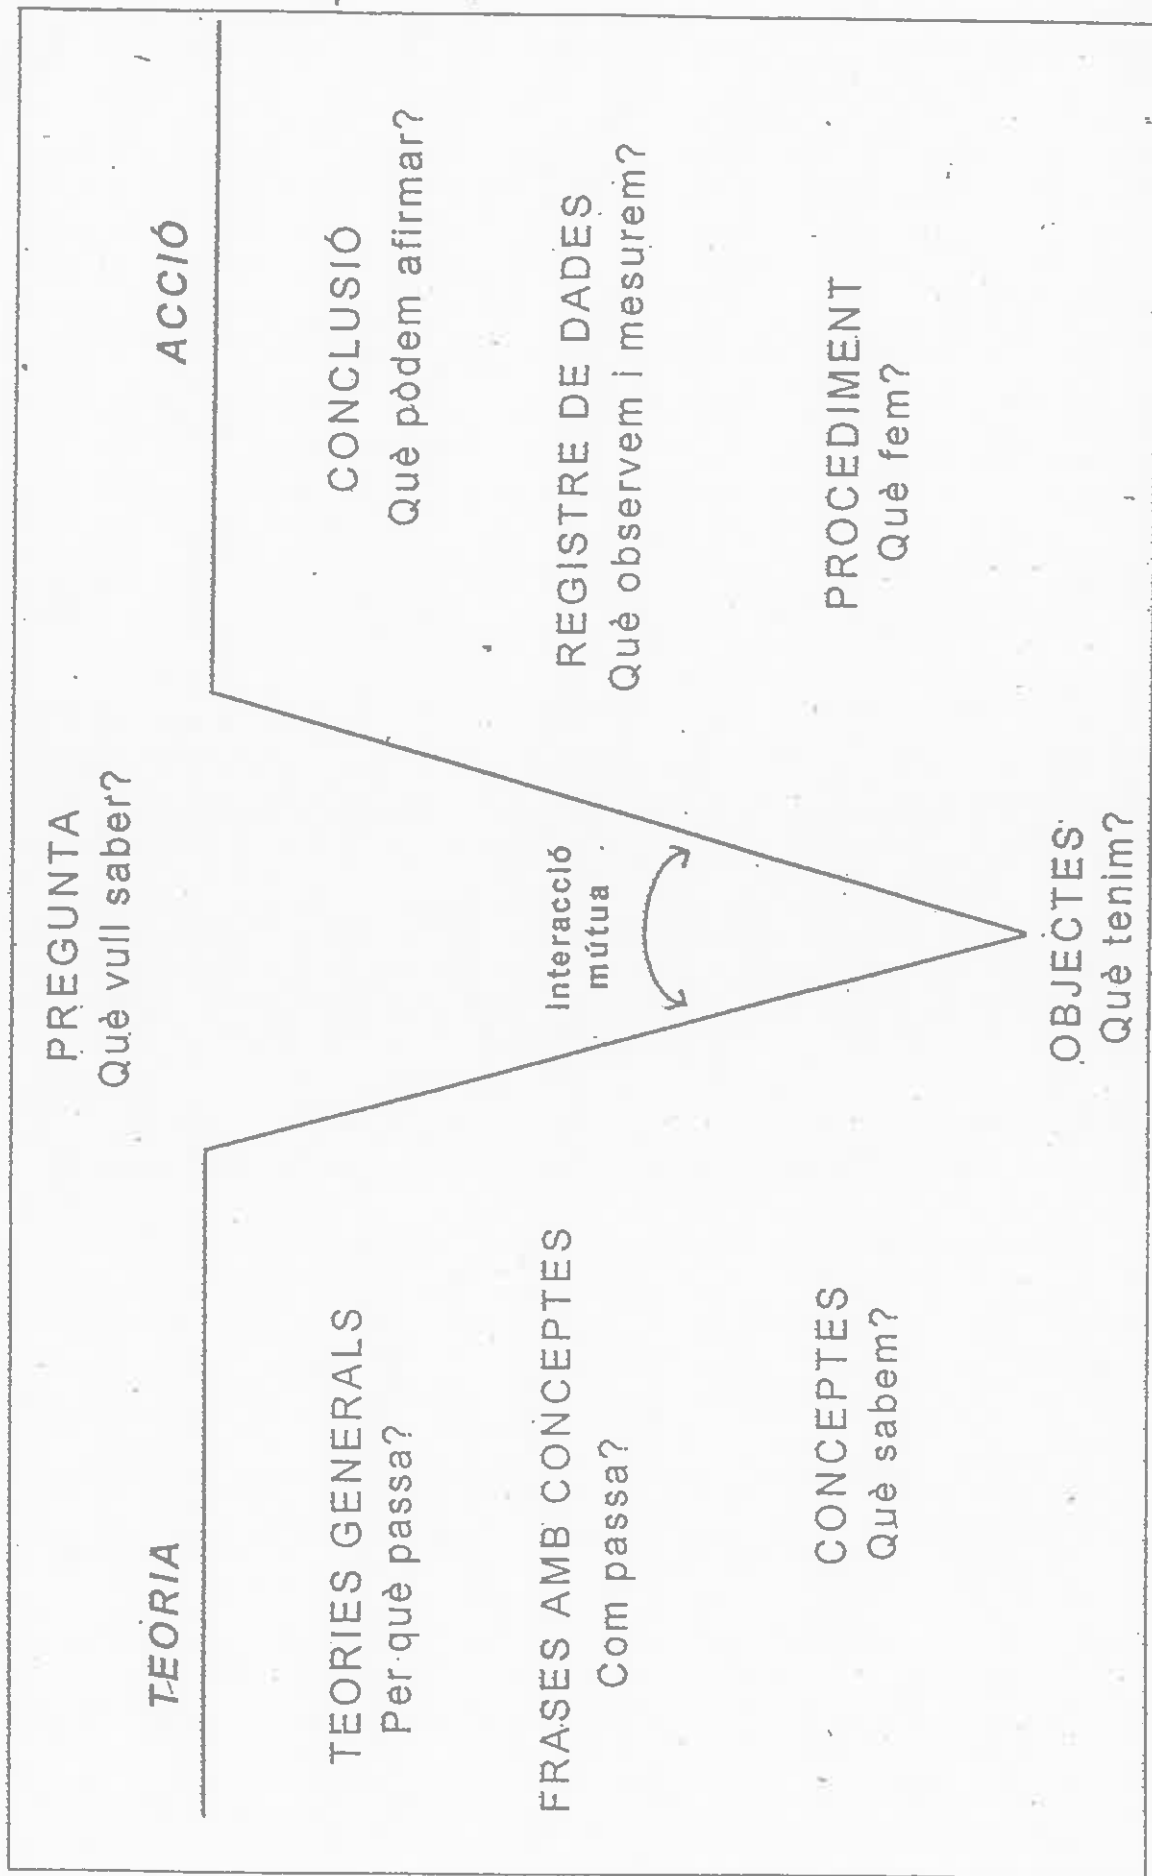 PREGUNTA
Què vull saber?
TEORIA
ACCIÓ
TEORIES GENERALS
Per què passa?
FRASES AMB CONCEPTES
Com passa?
CONCEPTES
Què sabem?
Interacció
mútua
OBJECTES
Què tenim?
CONCLUSIÓ
Què pòdem afirmar?
REGISTRE DE DADES
Què observem i mesurem?
PROCEDIMENT
Què fem?